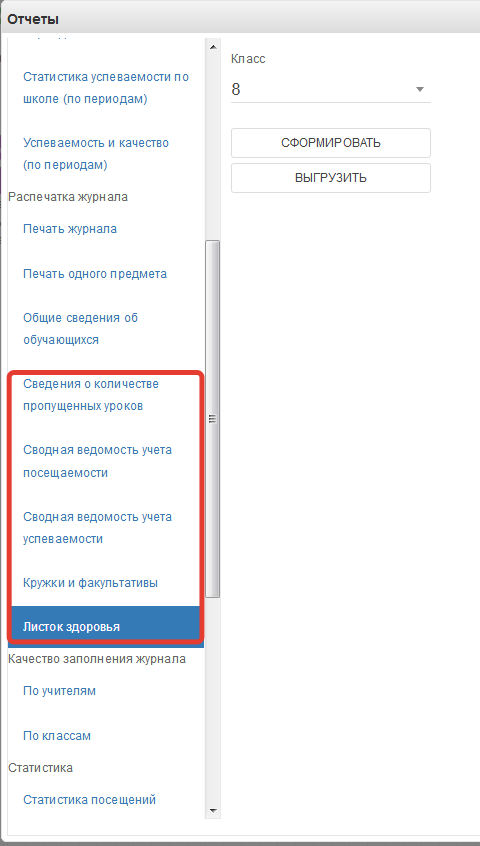 Отчеты
Статистика успеваемости по
школе (по периодам)
Успеваемость и качество
(по периодам)
Распечатка журнала
Печать журнала
Печать одного предмета
Общие сведения об
обучающихся
Сведения о количестве
пропущенных уроков
Сводная ведомость учета
посещаемости
Сводная ведомость учета
успеваемости
Кружки и факультативы
Листок здоровья
Качество заполнения журнала
По учителям
По классам
Статистика
Статистика посещений
Класс
8
СФОРМИРОВАТЬ
ВЫГРУЗИТЬ